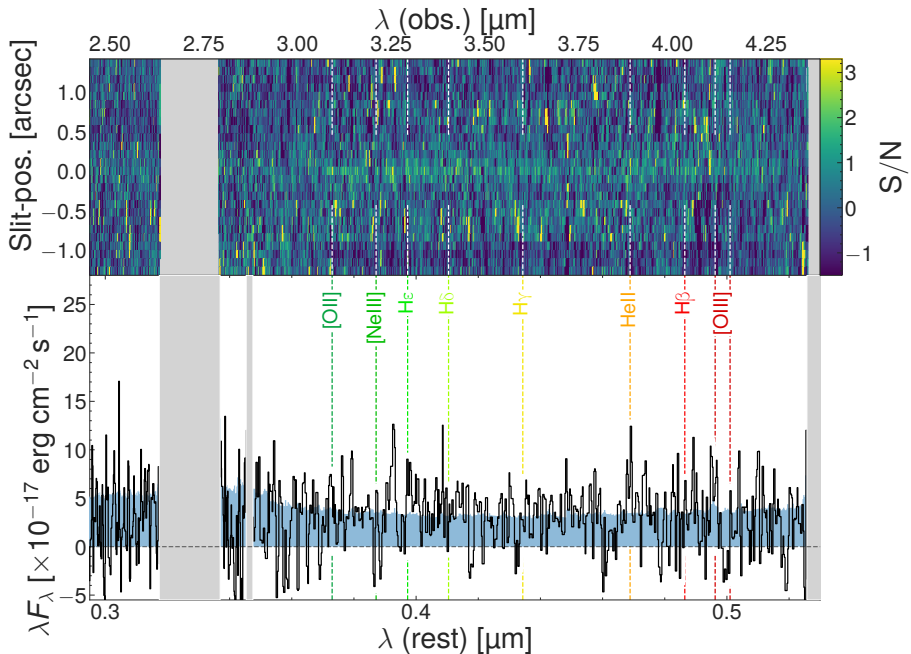 λ (obs.) [μm]
2.50 2.75 3.00 3.25 3.50 3.75 4.00 4.25
Slit-pos. [arcsec]
1.0
0.5
0.0
−0.5
−1.0
3
2
1
0
−1
S/N
[OII] [NeIII] Hε Hδ Hγ HeII Hβ [OIII]
λF_λ [×10⁻¹⁷ erg cm⁻² s⁻¹]
25
20
15
10
5
0
−5
0.3 0.4 0.5
λ (rest) [μm]